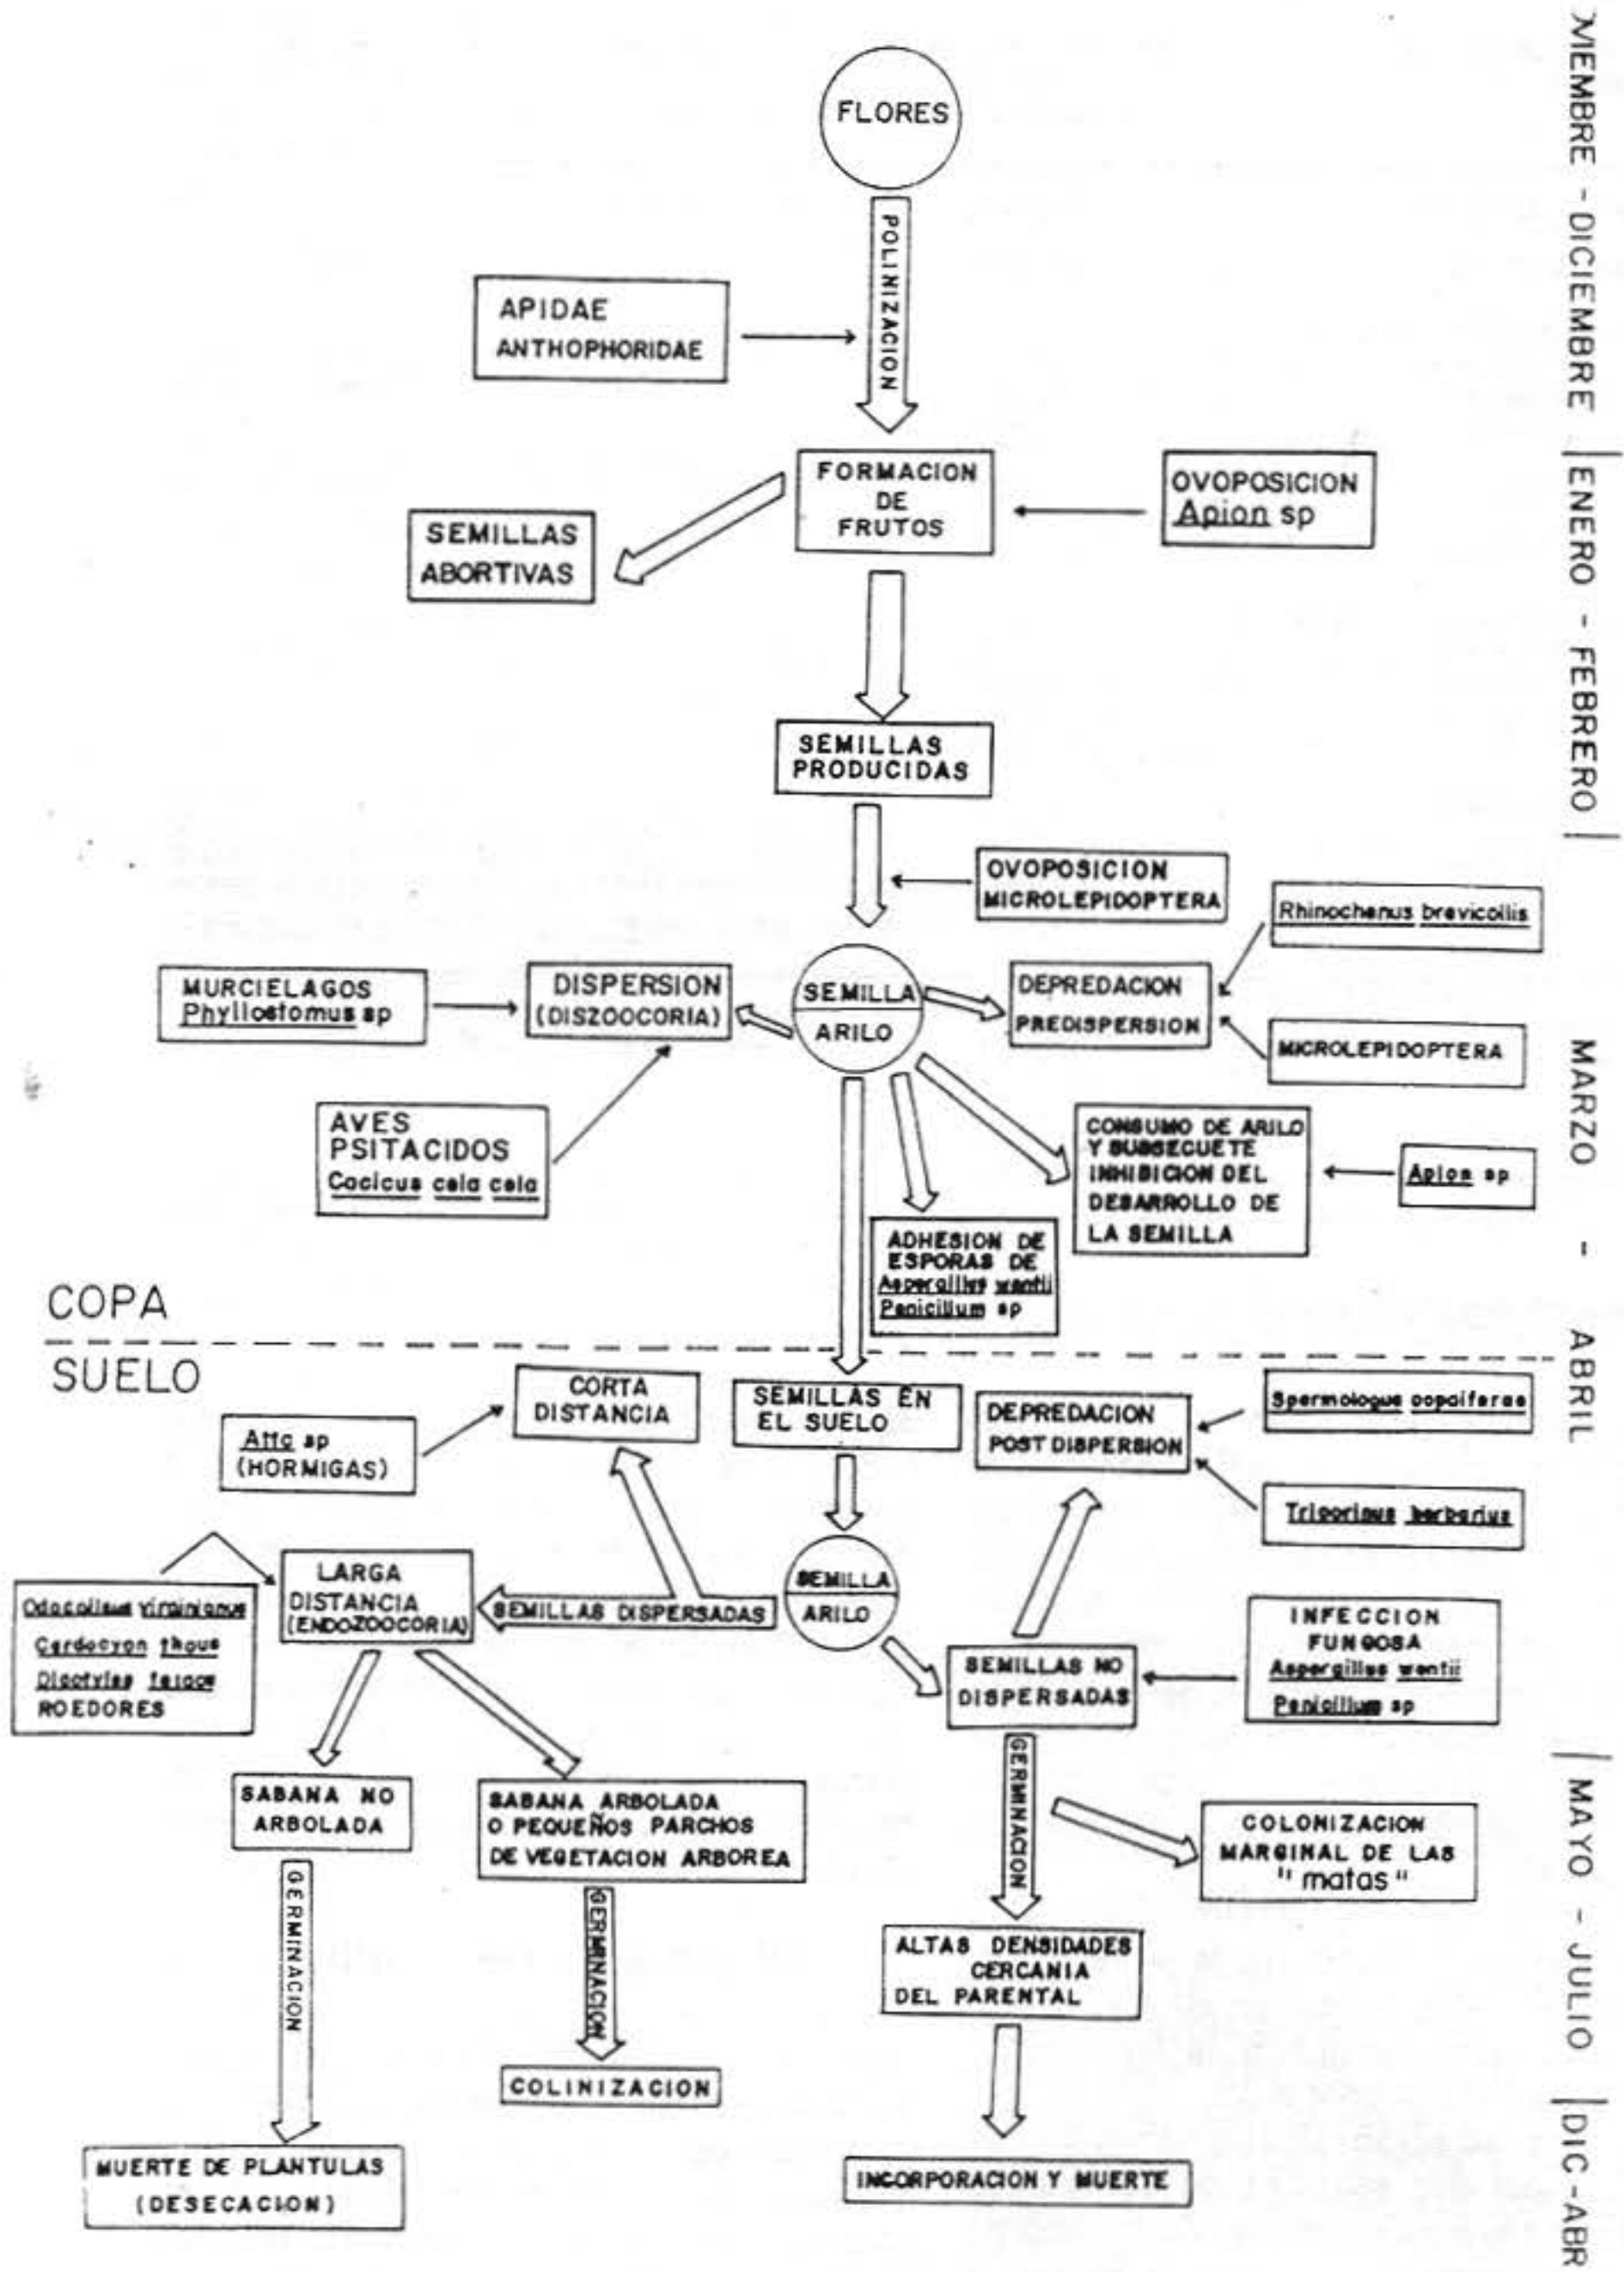 FLORES
POLINIZACION
APIDAE
ANTHOPHORIDAE
FORMACION
DE
FRUTOS
OVOPOSICION
Apion sp
SEMILLAS
ABORTIVAS
SEMILLAS
PRODUCIDAS
OVOPOSICION
MICROLEPIDOPTERA
Rhinochenus brevicollis
MURCIELAGOS
Phyllostomus sp
DISPERSION
(DISZOOCORIA)
SEMILLA
ARILO
DEPREDACION
PREDISPERSION
MICROLEPIDOPTERA
AVES
PSITACIDOS
Cacicus cela cela
CONSUMO DE ARILO
Y SUBSECUETE
INHIBICION DEL
DESARROLLO DE
LA SEMILLA
Apion sp
ADHESION DE
ESPORAS DE
Aspergillus wentii
Penicillum sp
COPA
SUELO
CORTA
DISTANCIA
SEMILLAS EN
EL SUELO
DEPREDACION
POST DISPERSION
Spermologus copaiferae
Atta sp
(HORMIGAS)
barbarius
LARGA
DISTANCIA
(ENDOZOOCORIA)
SEMILLAS DISPERSADAS
SEMILLA
ARILO
virginianus
Cerdocyon thous
ROEDORES
SEMILLAS NO
DISPERSADAS
INFECCION
FUNGOSA
Aspergillus wentii
Penicillium sp
SABANA NO
ARBOLADA
SABANA ARBOLADA
O PEQUEÑOS PARCHOS
DE VEGETACION ARBOREA
GERMINACION
COLONIZACION
MARGINAL DE LAS
"matas"
GERMINACION
GERMINACION
ALTAS DENSIDADES
CERCANIA
DEL PARENTAL
COLINIZACION
MUERTE DE PLANTULAS
(DESECACION)
INCORPORACION Y MUERTE
VIEMBRE - DICIEMBRE
ENERO - FEBRERO
MARZO - ABRIL
MAYO - JULIO
DIC - ABR